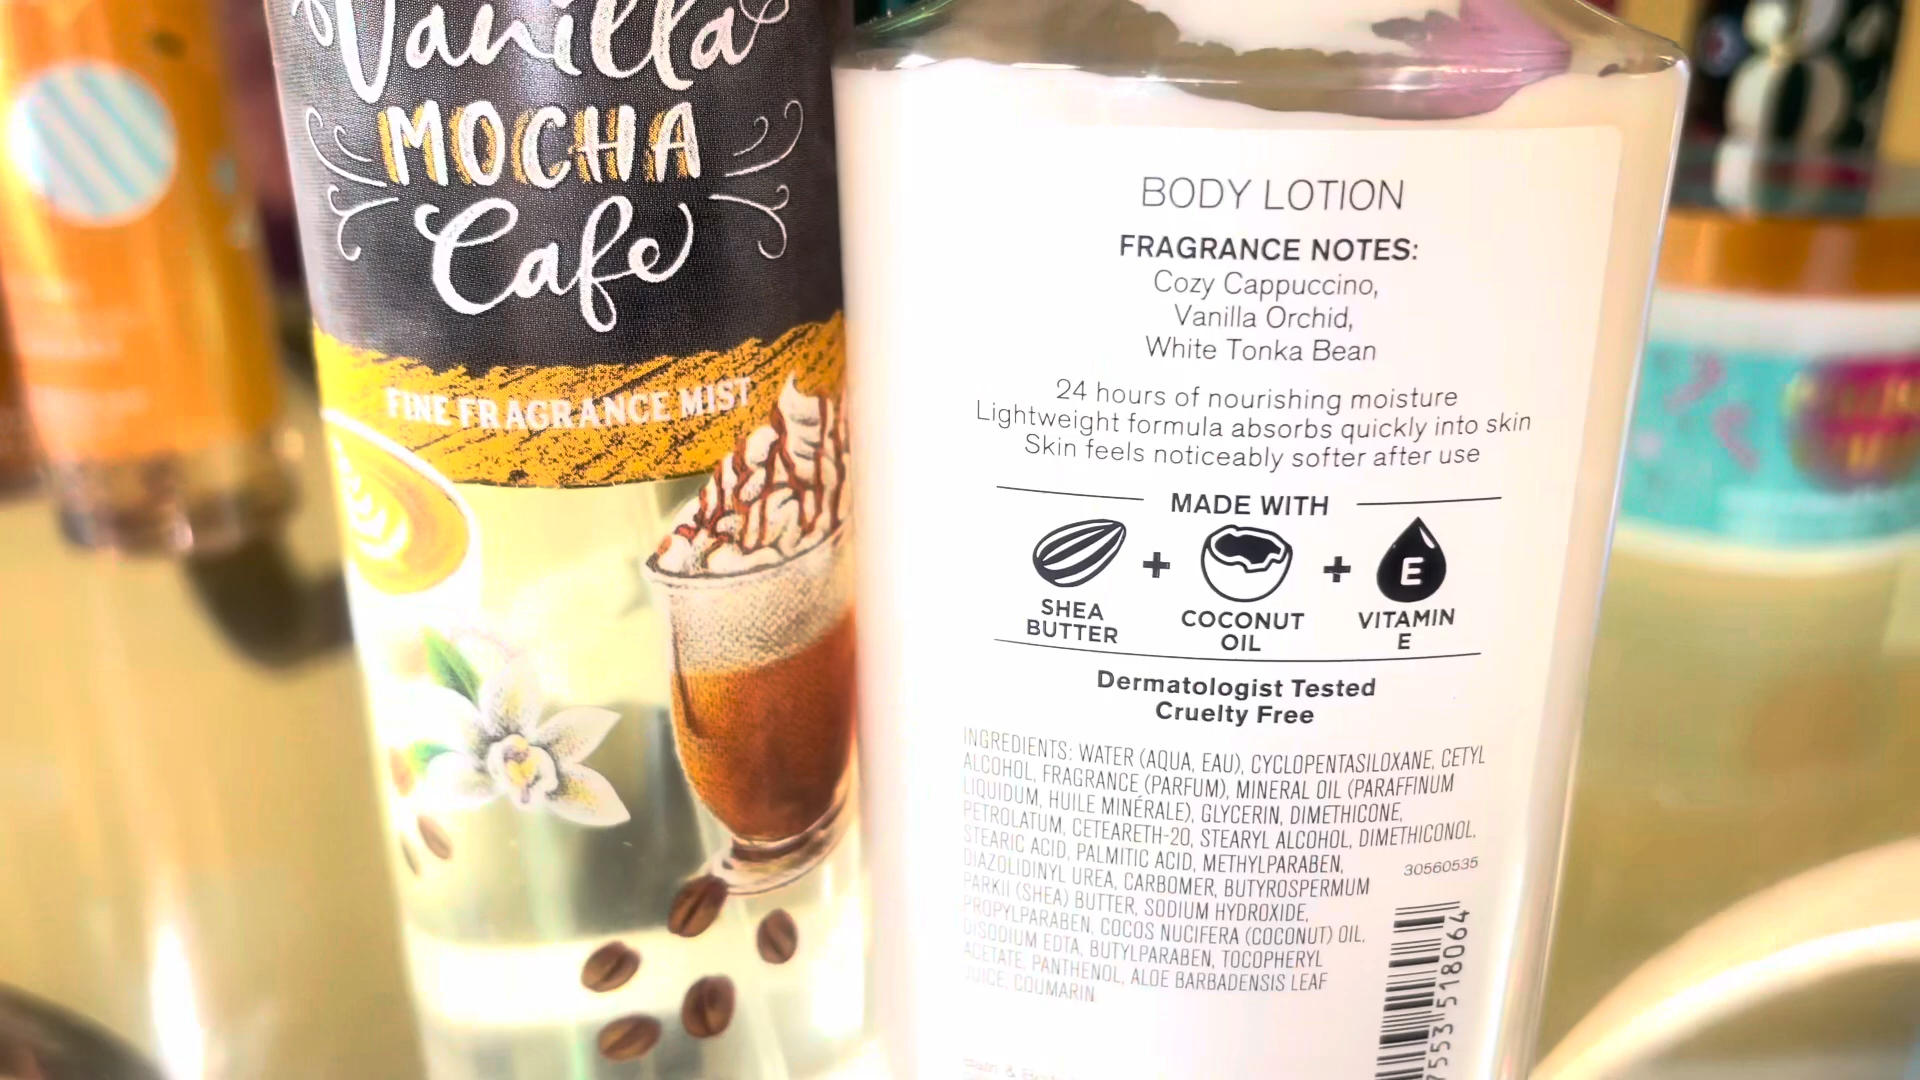 Vanilla
MOCHA
Cafe
FINE FRAGRANCE MIST
BODY LOTION
FRAGRANCE NOTES:
Cozy Cappuccino,
Vanilla Orchid,
White Tonka Bean
24 hours of nourishing moisture
Lightweight formula absorbs quickly into skin
Skin feels noticeably softer after use
MADE WITH
SHEA
BUTTER
+
COCONUT
OIL
+
E
VITAMIN
E
Dermatologist Tested
Cruelty Free
INGREDIENTS: WATER (AQUA, EAU), CYCLOPENTASILOXANE, CETYL
ALCOHOL, FRAGRANCE (PARFUM), MINERAL OIL (PARAFFINUM
LIQUIDUM, HUILE MINÉRALE), GLYCERIN, DIMETHICONE,
PETROLATUM, CETEARETH-20, STEARYL ALCOHOL, DIMETHICONOL,
STEARIC ACID, PALMITIC ACID, METHYLPARABEN,
DIAZOLIDINYL UREA, CARBOMER, BUTYROSPERMUM
PARKII (SHEA) BUTTER, SODIUM HYDROXIDE,
PROPYLPARABEN, COCOS NUCIFERA (COCONUT) OIL,
DISODIUM EDTA, BUTYLPARABEN, TOCOPHERYL
ACETATE, PANTHENOL, ALOE BARBADENSIS LEAF
JUICE, COUMARIN
30560535
7553 518064